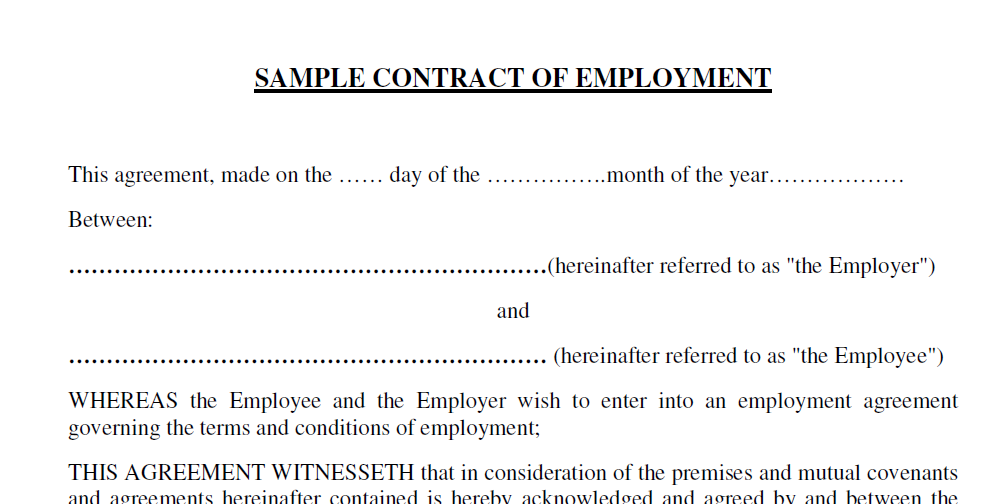 SAMPLE CONTRACT OF EMPLOYMENT
This agreement, made on the …… day of the …………….month of the year………………
Between:
……………………………………………………….(hereinafter referred to as "the Employer")
and
………………………………………………………. (hereinafter referred to as "the Employee")
WHEREAS the Employee and the Employer wish to enter into an employment agreement
governing the terms and conditions of employment;
THIS AGREEMENT WITNESSETH that in consideration of the premises and mutual covenants
and agreements hereinafter contained is hereby acknowledged and agreed by and between the